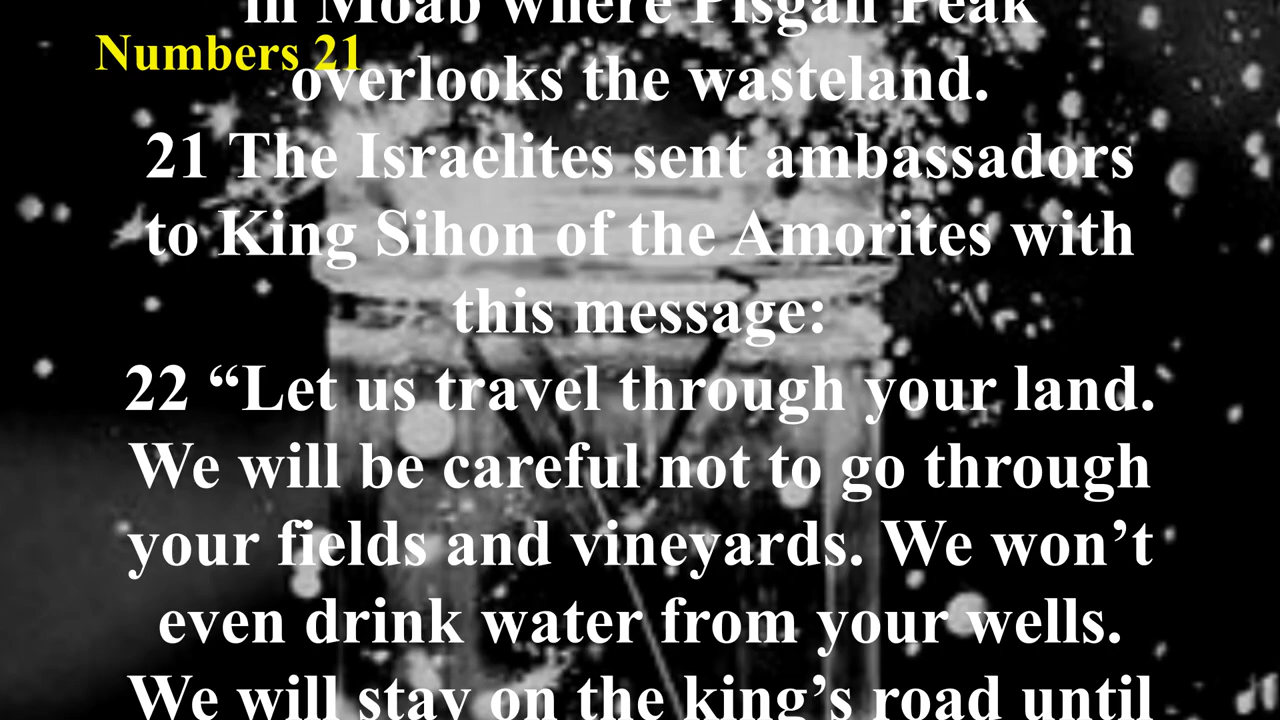 in Moab where Pisgah Peak
Numbers 21
overlooks the wasteland.
21 The Israelites sent ambassadors
to King Sihon of the Amorites with
this message:
22 “Let us travel through your land.
We will be careful not to go through
your fields and vineyards. We won’t
even drink water from your wells.
We will stay on the king’s road until